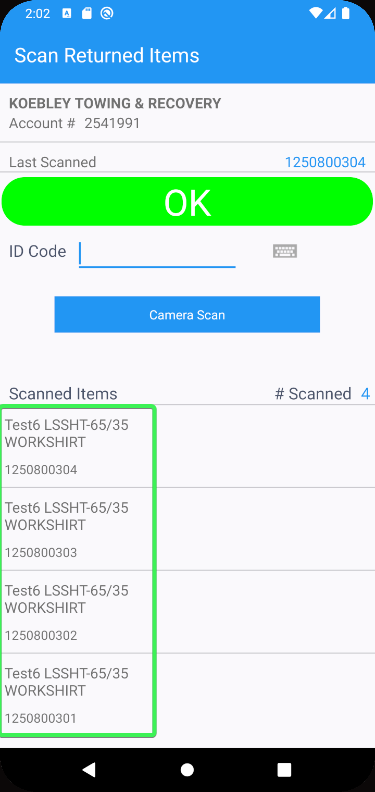 2:02
Scan Returned Items
KOEBLEY TOWING & RECOVERY
Account # 2541991
Last Scanned 1250800304
OK
ID Code
Camera Scan
Scanned Items # Scanned 4
Test6 LSSHT-65/35
WORKSHIRT
1250800304
Test6 LSSHT-65/35
WORKSHIRT
1250800303
Test6 LSSHT-65/35
WORKSHIRT
1250800302
Test6 LSSHT-65/35
WORKSHIRT
1250800301